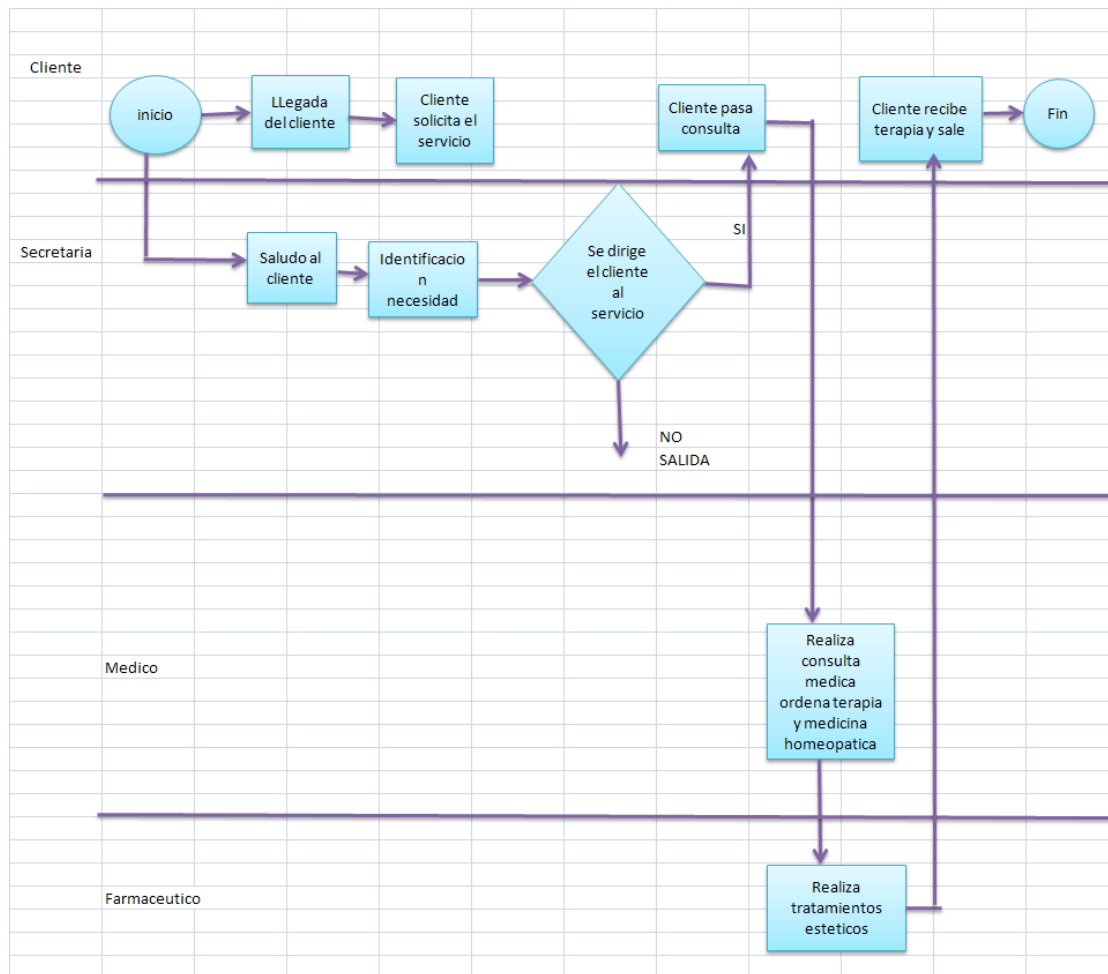 Cliente
inicio
LLegada
del cliente
Cliente
solicita el
servicio
Cliente pasa
consulta
Cliente recibe
terapia y sale
Fin
Secretaria
Saludo al
cliente
Identificacio
n
necesidad
Se dirige
el cliente
al
servicio
SI
NO
SALIDA
Medico
Realiza
consulta
medica
ordena terapia
y medicina
homeopatica
Farmaceutico
Realiza
tratamientos
esteticos